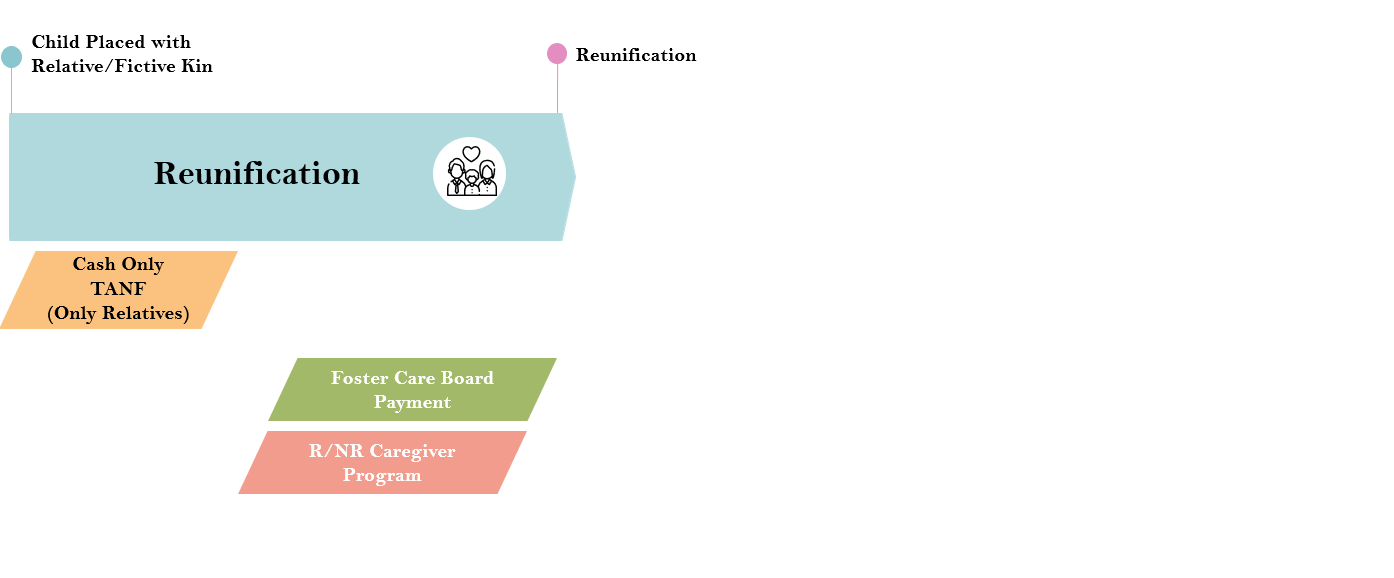 Child Placed with
Relative/Fictive Kin
Reunification
Reunification
Cash Only
TANF
(Only Relatives)
Foster Care Board
Payment
R/NR Caregiver
Program